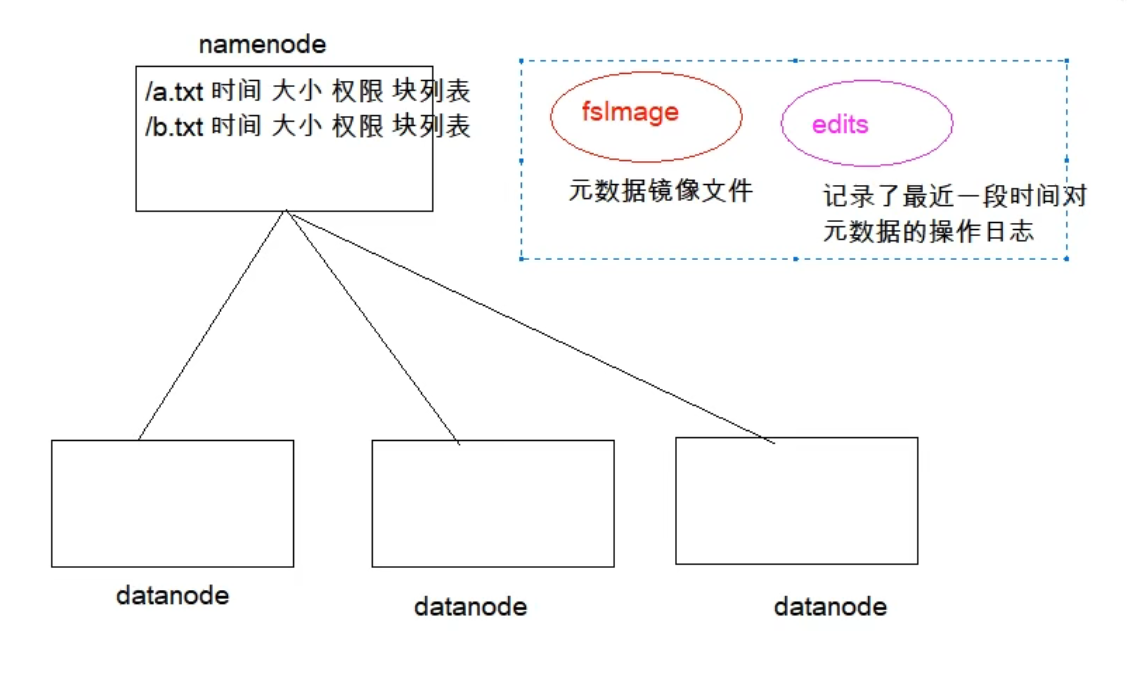 namenode
/a.txt 时间 大小 权限 块列表
/b.txt 时间 大小 权限 块列表
fsImage
edits
元数据镜像文件
记录了最近一段时间对
元数据的操作日志
datanode
datanode
datanode